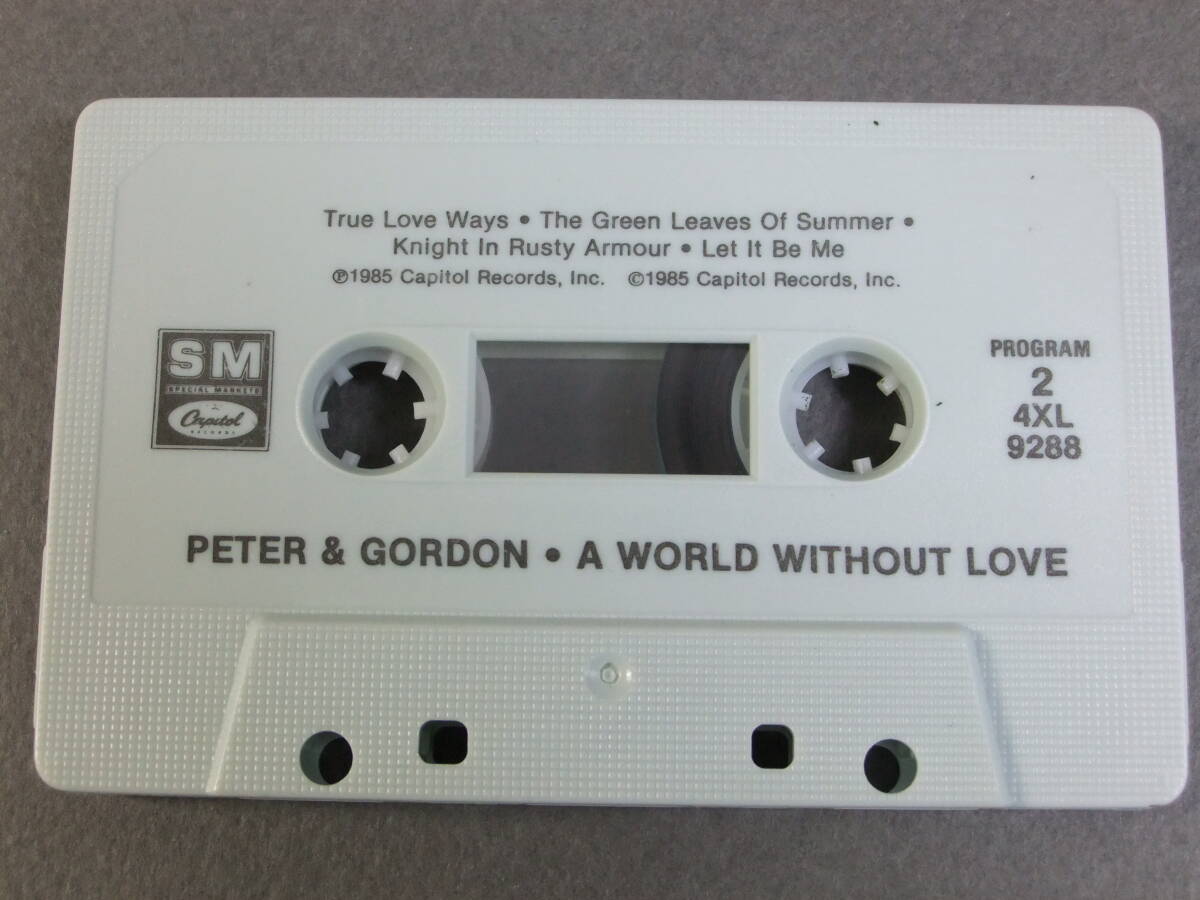 True Love Ways • The Green Leaves Of Summer •
Knight In Rusty Armour • Let It Be Me
℗1985 Capitol Records, Inc. ©1985 Capitol Records, Inc.
SM
SPECIAL MARKETS
Capitol
RECORDS
PROGRAM
2
4XL
9288
PETER & GORDON • A WORLD WITHOUT LOVE